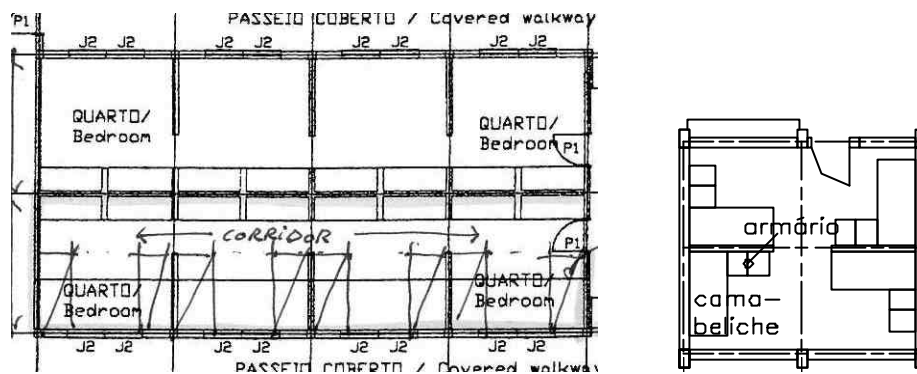 P1
PASSEIO COBERTO / Covered walkway
J2 J2 J2 J2 J2 J2 J2 J2
QUARTO/
Bedroom
QUARTO/
Bedroom
P1
CORRIDOR
P1
QUARTO/
Bedroom
QUARTO/
Bedroom
J2 J2 J2 J2 J2 J2 J2 J2
PASSEIO COBERTO / Covered walkway
armário
cama-
beliche